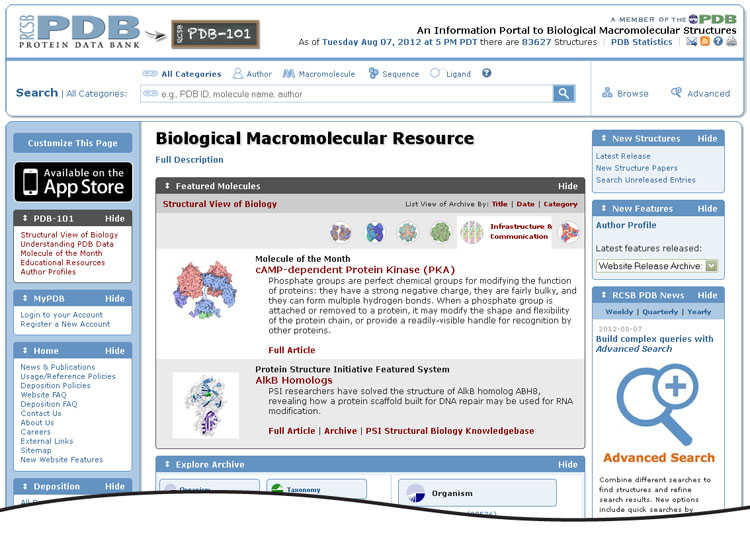 RCSB PDB
PROTEIN DATA BANK
PDB-101
A MEMBER OF THE PDB
An Information Portal to Biological Macromolecular Structures
As of Tuesday Aug 07, 2012 at 5 PM PDT there are 83627 Structures | PDB Statistics |
All Categories Author Macromolecule Sequence Ligand ?
Search | All Categories:
e.g., PDB ID, molecule name, author
Browse Advanced
Customize This Page
Available on the
App Store
PDB-101 Hide
Structural View of Biology
Understanding PDB Data
Molecule of the Month
Educational Resources
Author Profiles
MyPDB Hide
Login to your Account
Register a New Account
Home Hide
News & Publications
Usage/Reference Policies
Deposition Policies
Website FAQ
Deposition FAQ
Contact Us
About Us
Careers
External Links
Sitemap
New Website Features
Deposition Hide
Biological Macromolecular Resource
Full Description
Featured Molecules Hide
Structural View of Biology
List View of Archive By: Title | Date | Category
Infrastructure &
Communication
Molecule of the Month
cAMP-dependent Protein Kinase (PKA)
Phosphate groups are perfect chemical groups for modifying the function
of proteins: they have a strong negative charge, they are fairly bulky, and
they can form multiple hydrogen bonds. When a phosphate group is
attached or removed to a protein, it may modify the shape and flexibility
of the protein chain, or provide a readily-visible handle for recognition by
other proteins.
Full Article
Protein Structure Initiative Featured System
AlkB Homologs
PSI researchers have solved the structure of AlkB homolog ABH8,
revealing how a protein scaffold built for DNA repair may be used for RNA
modification.
Full Article | Archive | PSI Structural Biology Knowledgebase
Explore Archive Hide
Organism
Taxonomy
Organism
New Structures Hide
Latest Release
New Structure Papers
Search Unreleased Entries
New Features Hide
Author Profile
Latest features released:
Website Release Archive:
RCSB PDB News Hide
Weekly | Quarterly | Yearly
2012-08-07
Build complex queries with
Advanced Search
Advanced Search
Combine different searches to
find structures and refine
search results. New options
include quick searches by